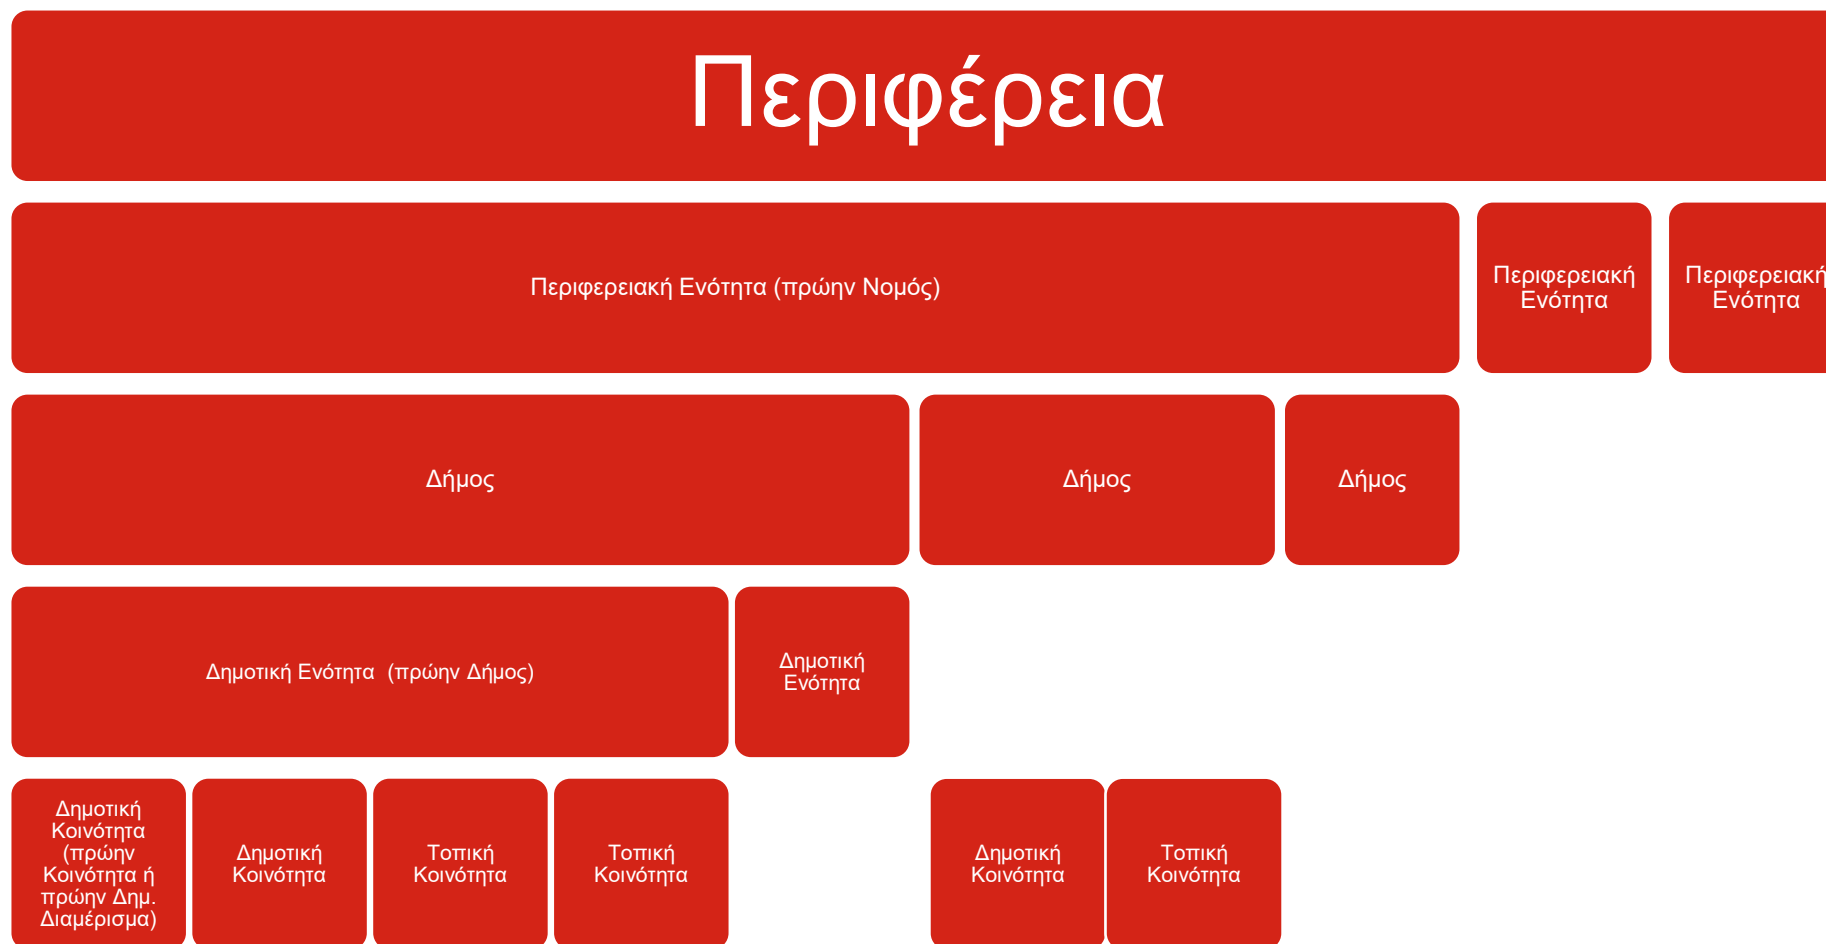 Περιφέρεια
Περιφερειακή Ενότητα (πρώην Νομός)
Περιφερειακή
Ενότητα
Περιφερειακή
Ενότητα
Δήμος
Δήμος
Δήμος
Δημοτική Ενότητα  (πρώην Δήμος)
Δημοτική
Ενότητα
Δημοτική
Κοινότητα
(πρώην
Κοινότητα ή
πρώην Δημ.
Διαμέρισμα)
Δημοτική
Κοινότητα
Τοπική
Κοινότητα
Τοπική
Κοινότητα
Δημοτική
Κοινότητα
Τοπική
Κοινότητα